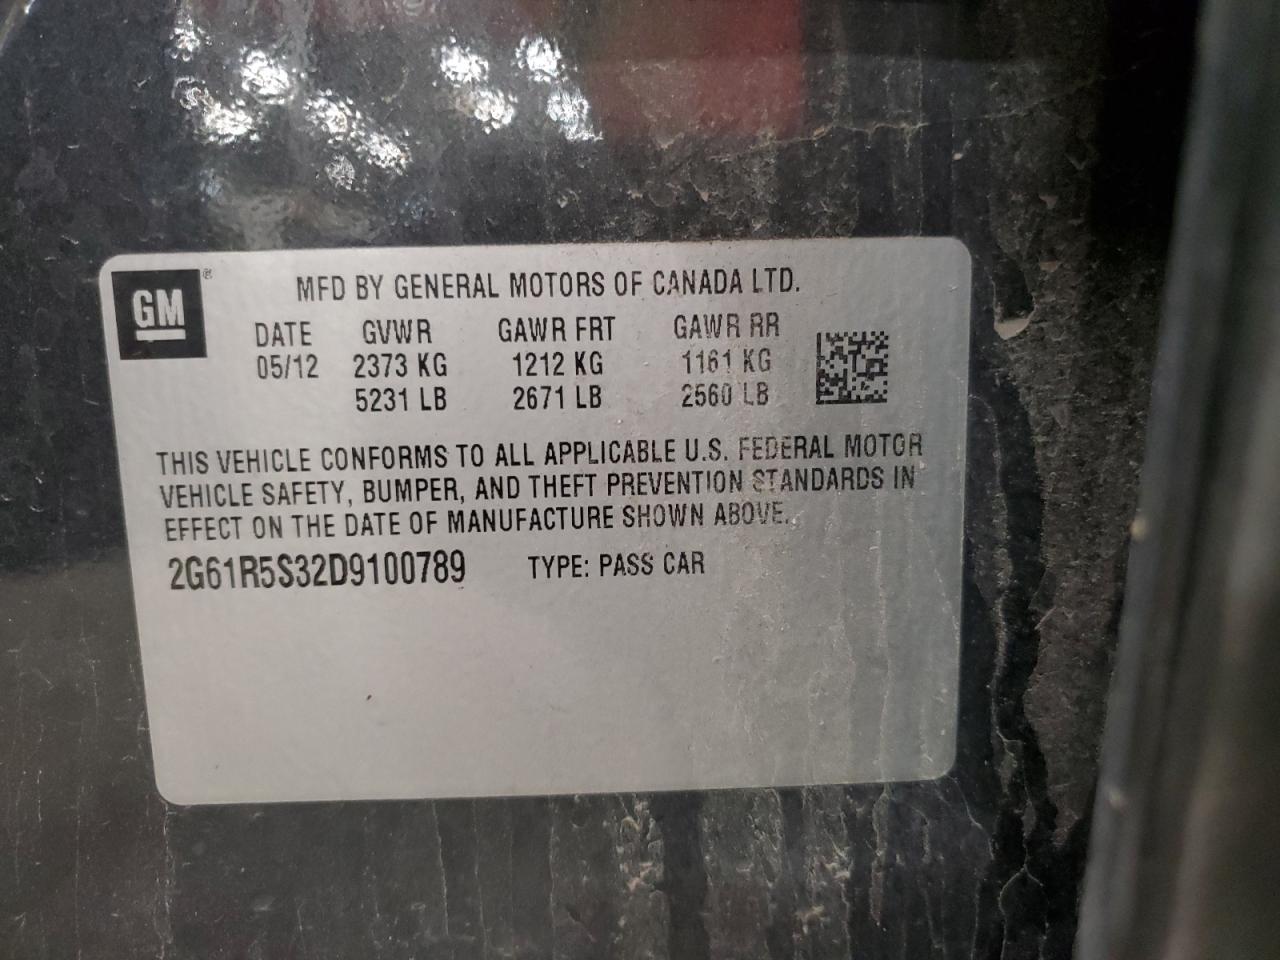 GM ®
MFD BY GENERAL MOTORS OF CANADA LTD.
DATE GVWR GAWR FRT GAWR RR
05/12 2373 KG 1212 KG 1161 KG
5231 LB 2671 LB 2560 LB
THIS VEHICLE CONFORMS TO ALL APPLICABLE U.S. FEDERAL MOTOR
VEHICLE SAFETY, BUMPER, AND THEFT PREVENTION STANDARDS IN
EFFECT ON THE DATE OF MANUFACTURE SHOWN ABOVE.
2G61R5S32D9100789 TYPE: PASS CAR